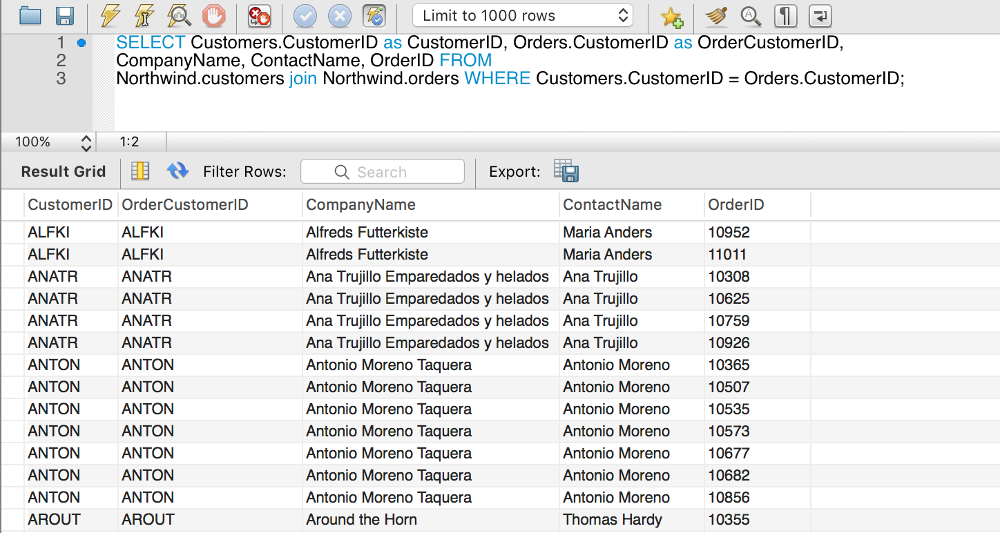 Limit to 1000 rows
1 SELECT Customers.CustomerID as CustomerID, Orders.CustomerID as OrderCustomerID,
2 CompanyName, ContactName, OrderID FROM
3 Northwind.customers join Northwind.orders WHERE Customers.CustomerID = Orders.CustomerID;
100% 1:2
Result Grid Filter Rows: Search Export:
CustomerID OrderCustomerID CompanyName ContactName OrderID
ALFKI ALFKI Alfreds Futterkiste Maria Anders 10952
ALFKI ALFKI Alfreds Futterkiste Maria Anders 11011
ANATR ANATR Ana Trujillo Emparedados y helados Ana Trujillo 10308
ANATR ANATR Ana Trujillo Emparedados y helados Ana Trujillo 10625
ANATR ANATR Ana Trujillo Emparedados y helados Ana Trujillo 10759
ANATR ANATR Ana Trujillo Emparedados y helados Ana Trujillo 10926
ANTON ANTON Antonio Moreno Taquera Antonio Moreno 10365
ANTON ANTON Antonio Moreno Taquera Antonio Moreno 10507
ANTON ANTON Antonio Moreno Taquera Antonio Moreno 10535
ANTON ANTON Antonio Moreno Taquera Antonio Moreno 10573
ANTON ANTON Antonio Moreno Taquera Antonio Moreno 10677
ANTON ANTON Antonio Moreno Taquera Antonio Moreno 10682
ANTON ANTON Antonio Moreno Taquera Antonio Moreno 10856
AROUT AROUT Around the Horn Thomas Hardy 10355